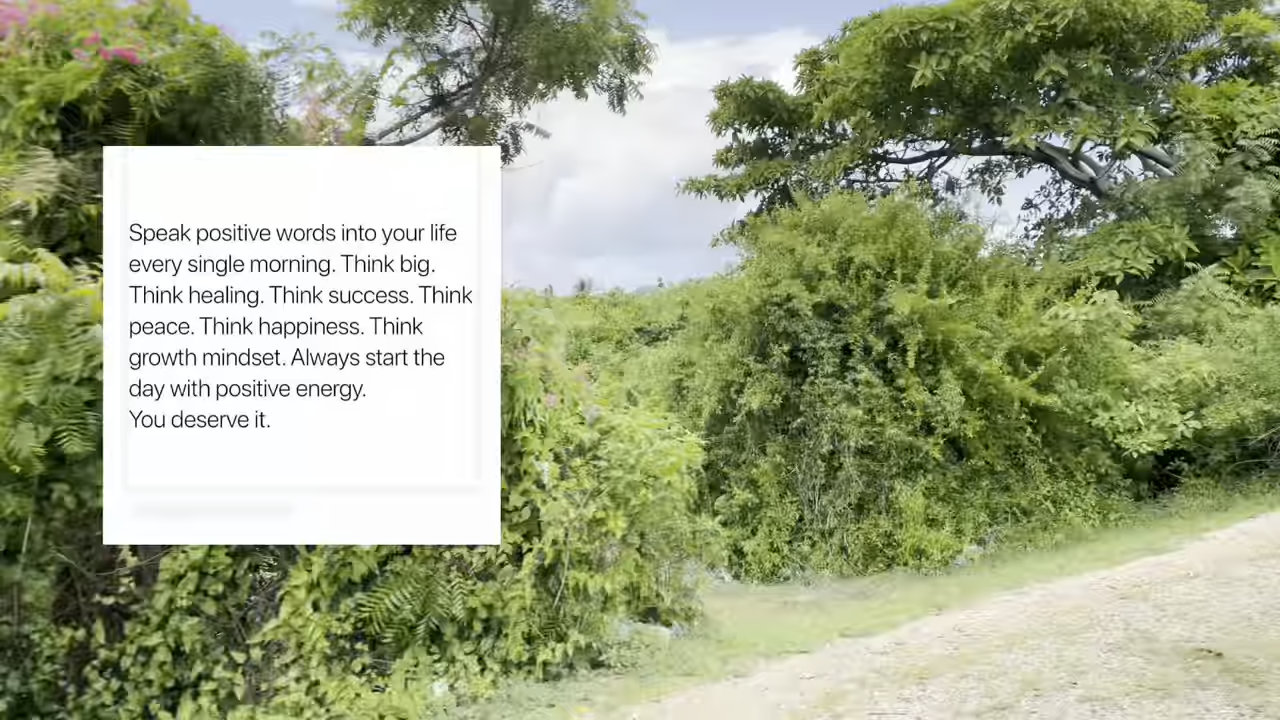 Speak positive words into your life
every single morning. Think big.
Think healing. Think success. Think
peace. Think happiness. Think
growth mindset. Always start the
day with positive energy.
You deserve it.